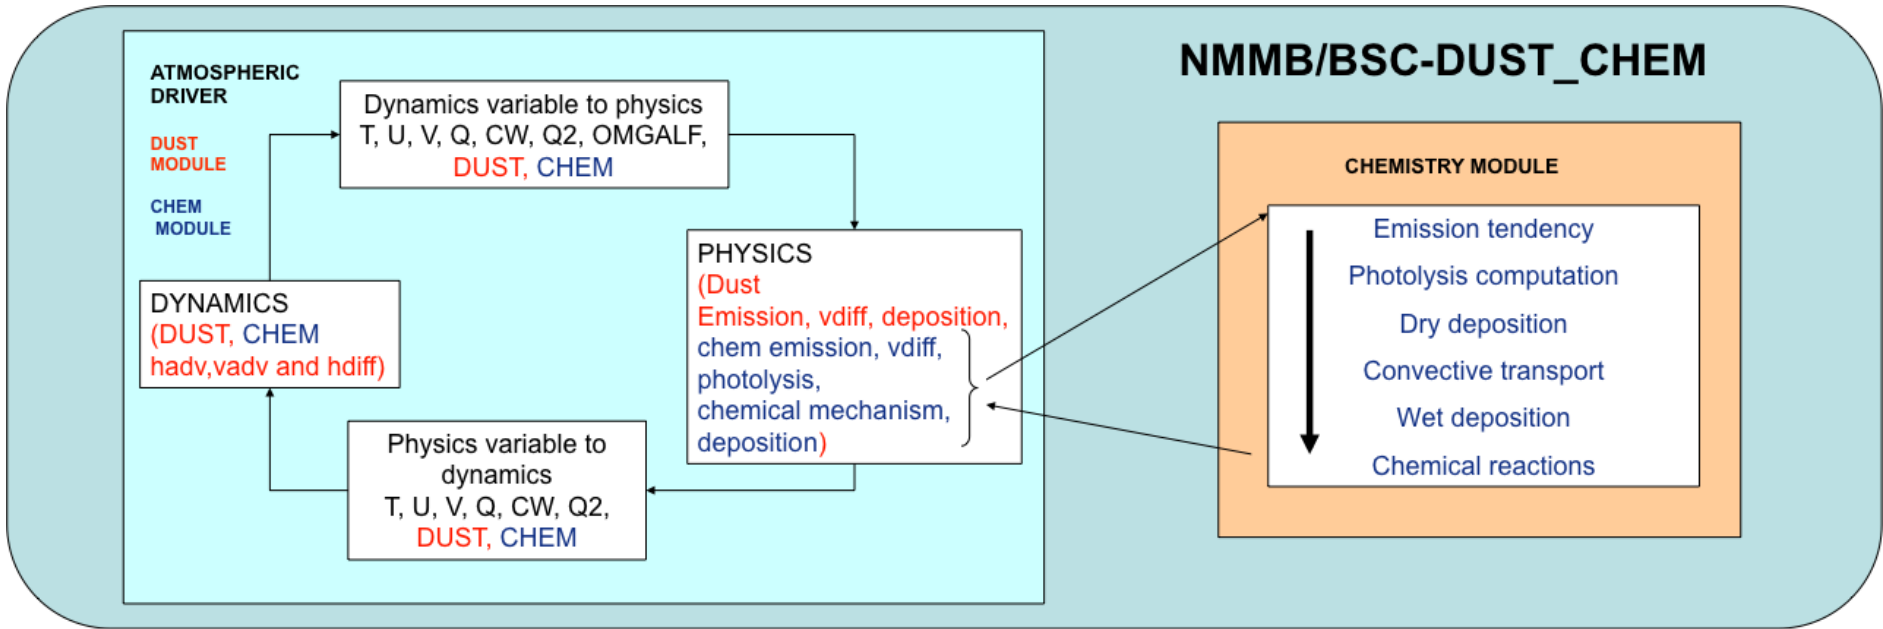 NMMB/BSC-DUST_CHEM
ATMOSPHERIC
DRIVER
DUST
MODULE
CHEM
MODULE
Dynamics variable to physics
T, U, V, Q, CW, Q2, OMGALF,
DUST, CHEM
PHYSICS
(Dust
Emission, vdiff, deposition,
chem emission, vdiff,
photolysis,
chemical mechanism,
deposition)
DYNAMICS
(DUST, CHEM
hadv,vadv and hdiff)
Physics variable to
dynamics
T, U, V, Q, CW, Q2,
DUST, CHEM
CHEMISTRY MODULE
Emission tendency
Photolysis computation
Dry deposition
Convective transport
Wet deposition
Chemical reactions